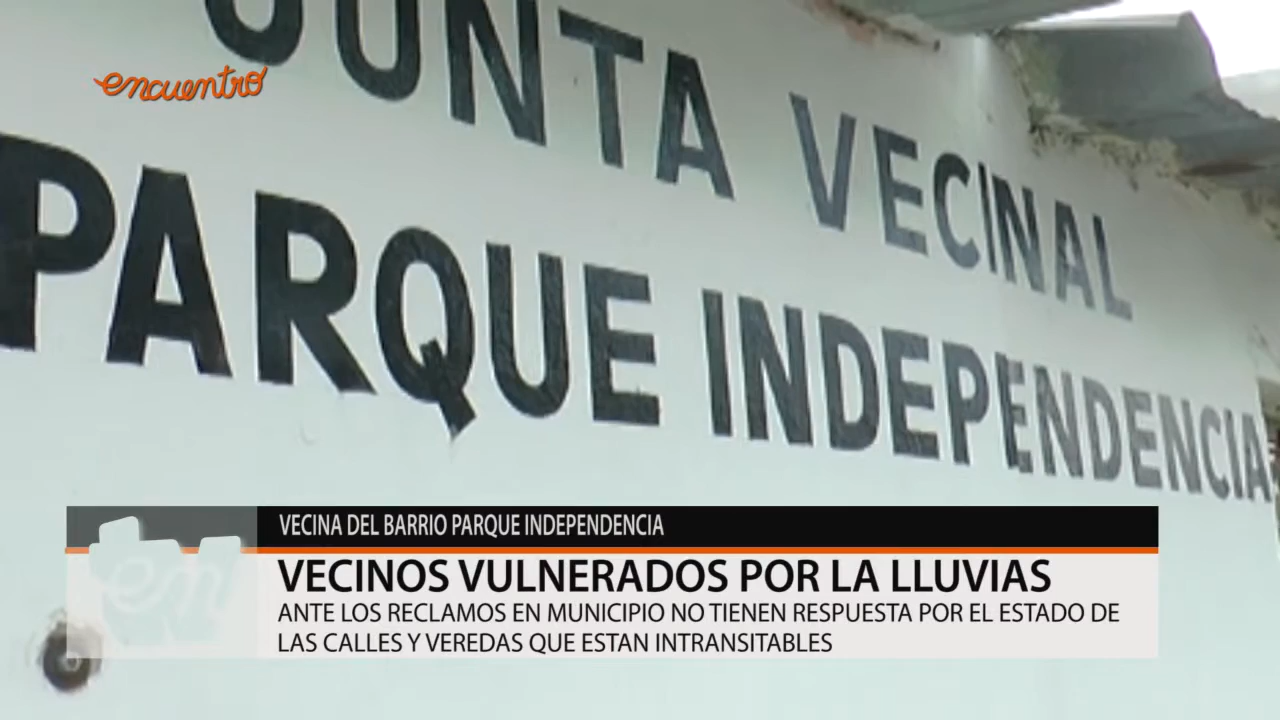 encuentro
JUNTA VECINAL
PARQUE INDEPENDENCIA
em
VECINA DEL BARRIO PARQUE INDEPENDENCIA
VECINOS VULNERADOS POR LA LLUVIAS
ANTE LOS RECLAMOS EN MUNICIPIO NO TIENEN RESPUESTA POR EL ESTADO DE
LAS CALLES Y VEREDAS QUE ESTAN INTRANSITABLES